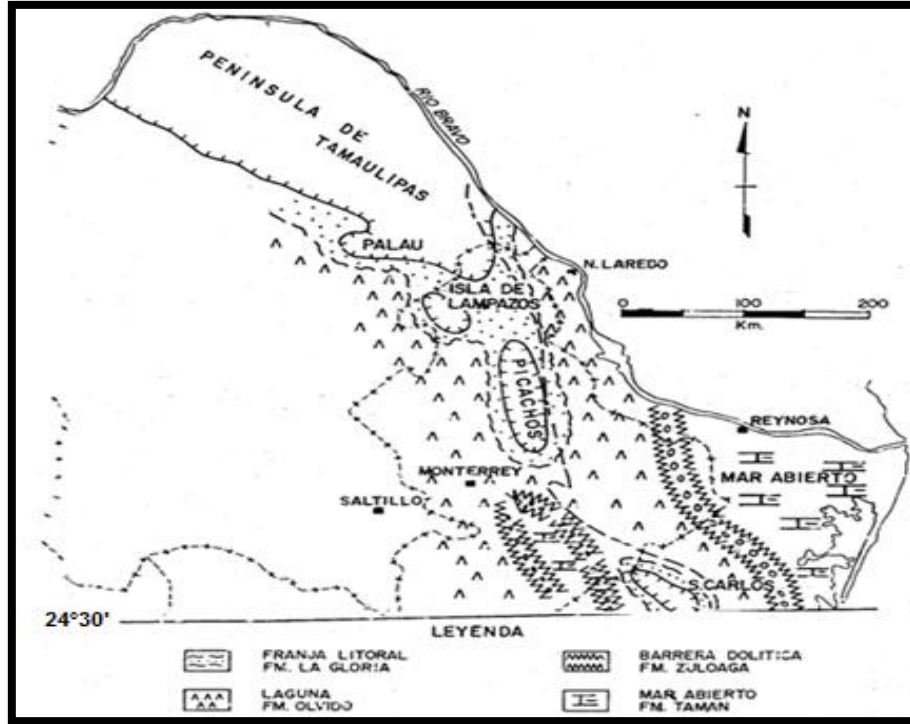 PENINSULA DE
TAMAULIPAS
RIO BRAVO
N
PALAU
N. LAREDO
ISLA DE
LAMPAZOS
0 100 200
Km.
PICACHOS
REYNOSA
MONTERREY
MAR ABIERTO
SALTILLO
S. CARLOS
24°30'
LEYENDA
FRANJA LITORAL
FM. LA GLORIA
BARRERA OOLITICA
FM. ZULOAGA
LAGUNA
FM. OLVIDO
MAR ABIERTO
FM. TAMAN